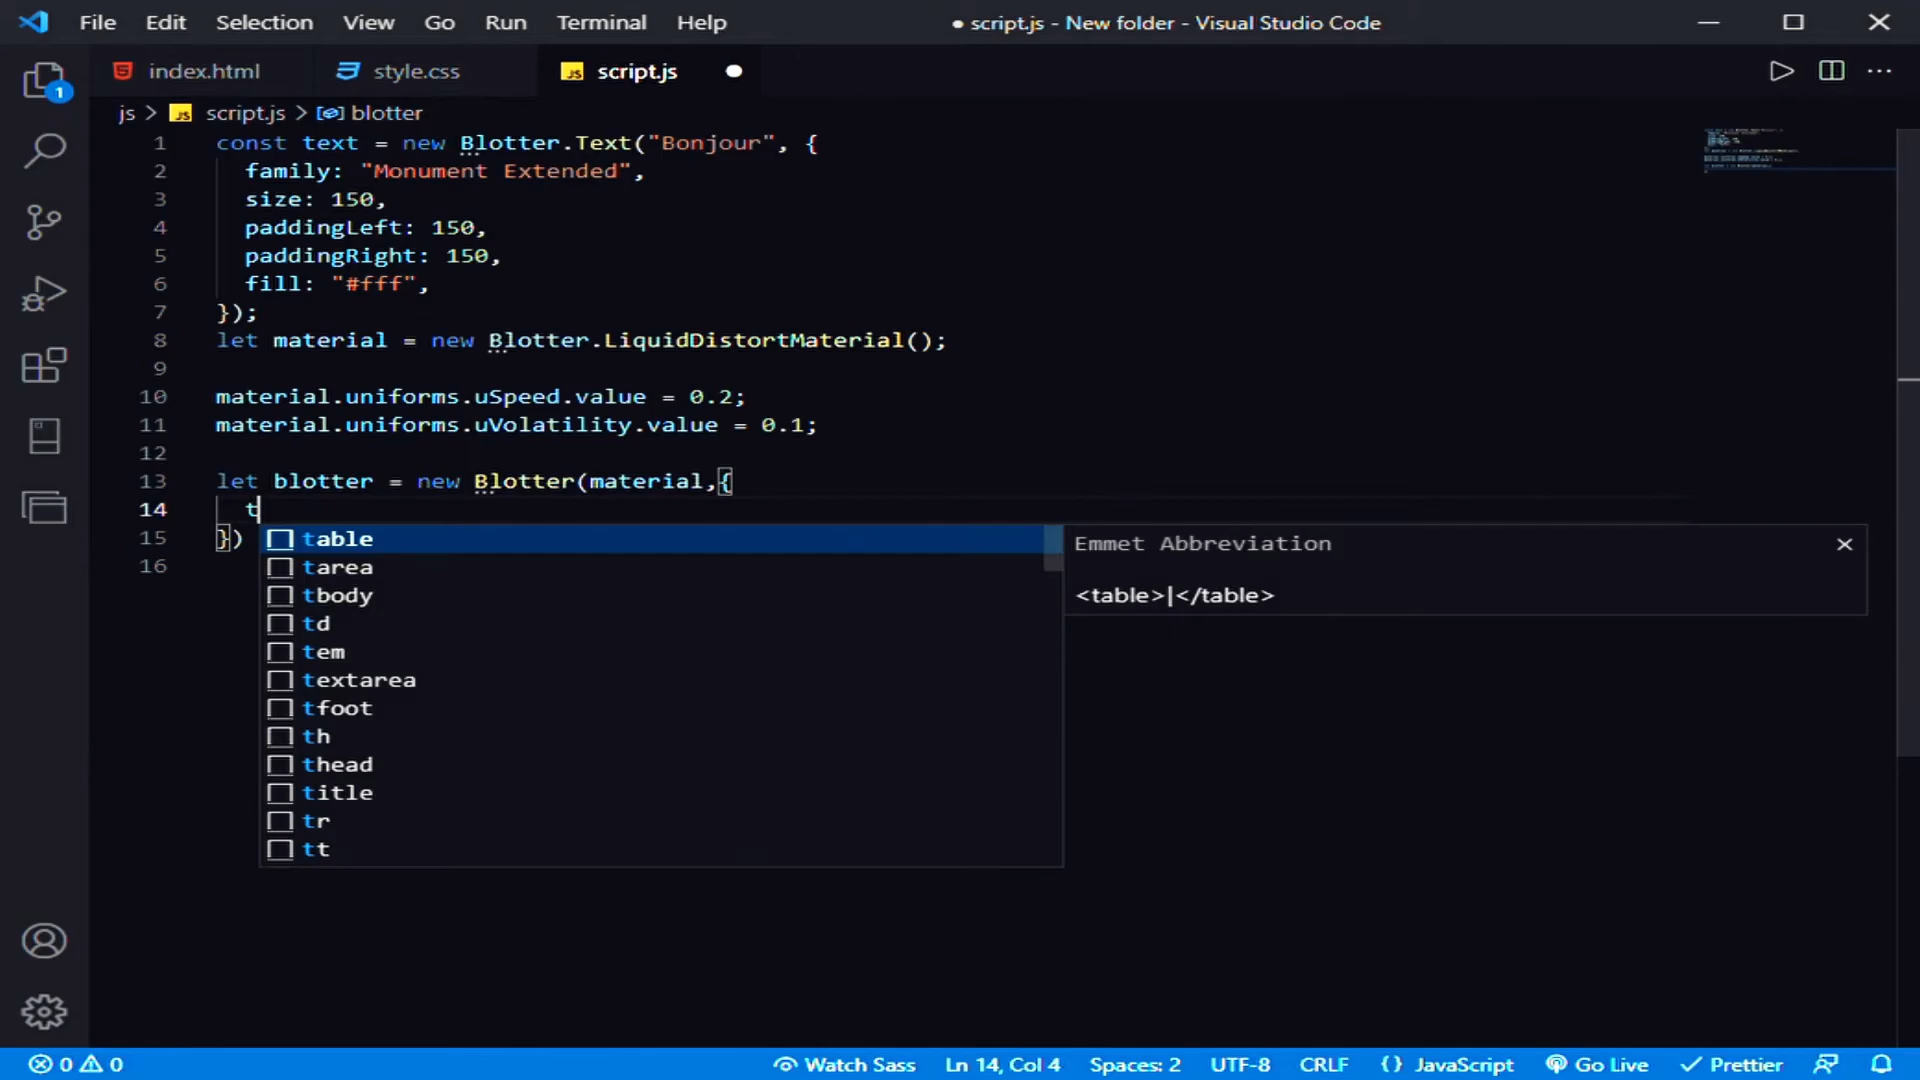 File Edit Selection View Go Run Terminal Help ● script.js - New folder - Visual Studio Code
index.html style.css JS script.js
1
js > JS script.js > blotter
1 const text = new Blotter.Text("Bonjour", {
2 family: "Monument Extended",
3 size: 150,
4 paddingLeft: 150,
5 paddingRight: 150,
6 fill: "#fff",
7 });
8 let material = new Blotter.LiquidDistortMaterial();
9
10 material.uniforms.uSpeed.value = 0.2;
11 material.uniforms.uVolatility.value = 0.1;
12
13 let blotter = new Blotter(material,{
14 t
15 })
16
table
tarea
tbody
td
tem
textarea
tfoot
th
thead
title
tr
tt
Emmet Abbreviation
<table>|</table>
0 0 Watch Sass Ln 14, Col 4 Spaces: 2 UTF-8 CRLF {} JavaScript Go Live Prettier